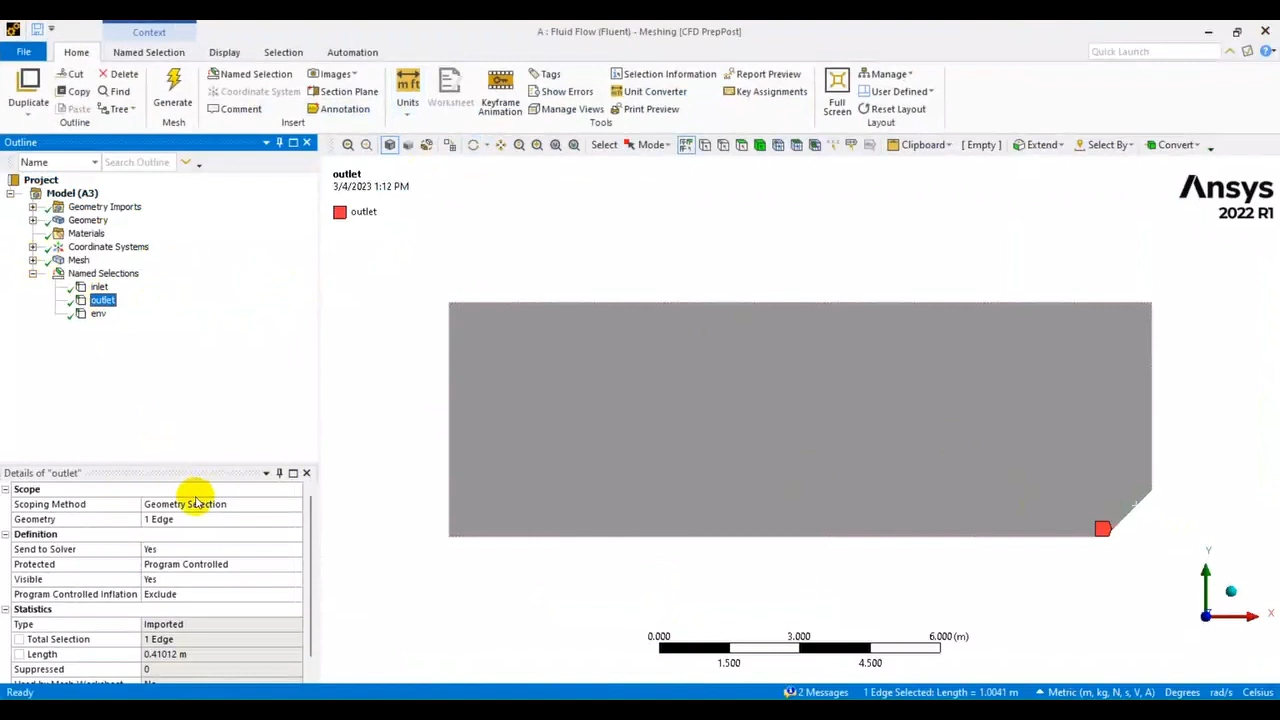 Context
A : Fluid Flow (Fluent) - Meshing [CFD PrepPost]
File
Home
Named Selection
Display
Selection
Automation
Quick Launch
Duplicate
Cut
Delete
Copy
Find
Paste
Tree
Outline
Generate
Mesh
Named Selection
Images
Coordinate System
Section Plane
Comment
Annotation
Insert
Units
Worksheet
Keyframe
Animation
Tags
Selection Information
Report Preview
Show Errors
Unit Converter
Key Assignments
Manage Views
Print Preview
Tools
Full
Screen
Manage
User Defined
Reset Layout
Layout
Outline
Select
Mode
Clipboard
[ Empty ]
Extend
Select By
Convert
Name
Search Outline
Project
Model (A3)
Geometry Imports
Geometry
Materials
Coordinate Systems
Mesh
Named Selections
inlet
outlet
env
outlet
3/4/2023 1:12 PM
outlet
Ansys
2022 R1
Details of "outlet"
Scope
Scoping Method Geometry Selection
Geometry 1 Edge
Definition
Send to Solver Yes
Protected Program Controlled
Visible Yes
Program Controlled Inflation Exclude
Statistics
Type Imported
Total Selection 1 Edge
Length 0.41012 m
Suppressed 0
0.000 3.000 6.000 (m)
1.500 4.500
Y
X
Ready
2 Messages
1 Edge Selected: Length = 1.0041 m
Metric (m, kg, N, s, V, A)
Degrees
rad/s
Celsius